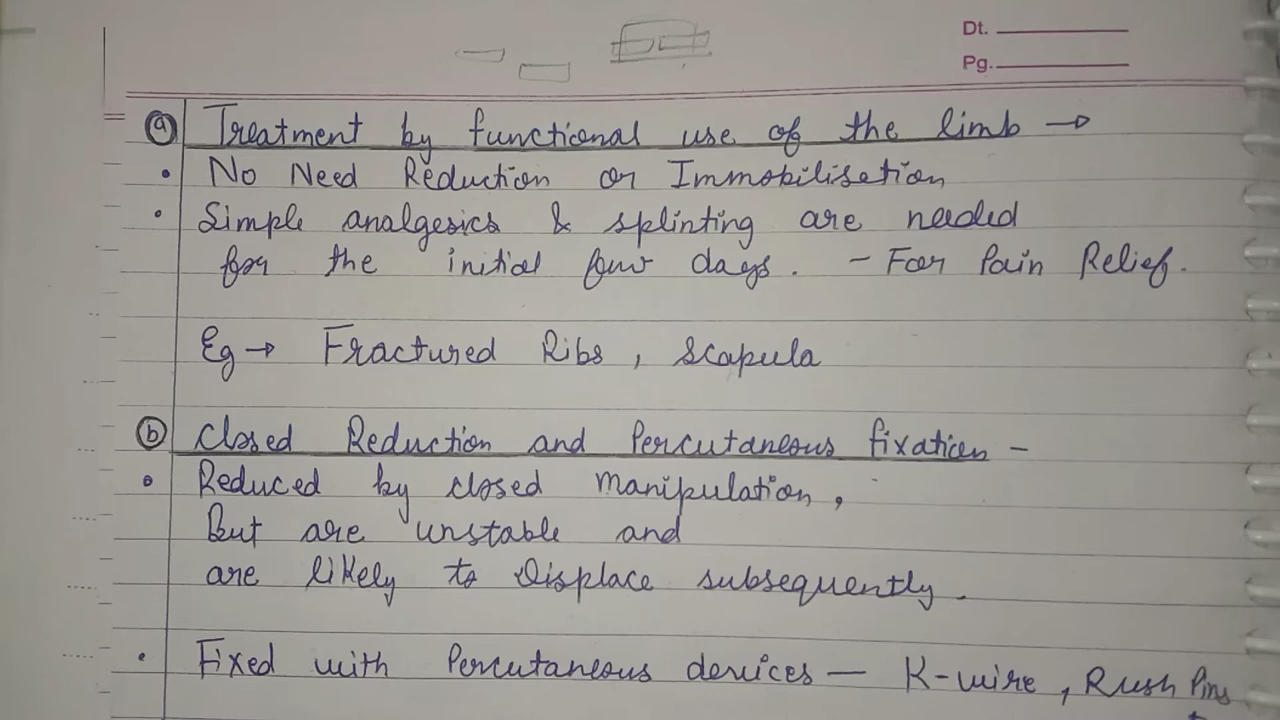 Dt.
Pg.
ⓐ Treatment by functional use of the limb →
• No Need Reduction or Immobilisation
• Simple analgesics & splinting are needed
for the initial few days. - For Pain Relief.
Eg → Fractured Ribs, Scapula
ⓑ Closed Reduction and Percutaneous fixation -
• Reduced by closed manipulation,
But are unstable and
are likely to Displace subsequently.
• Fixed with Percutaneous devices — K-wire, Rush Pins